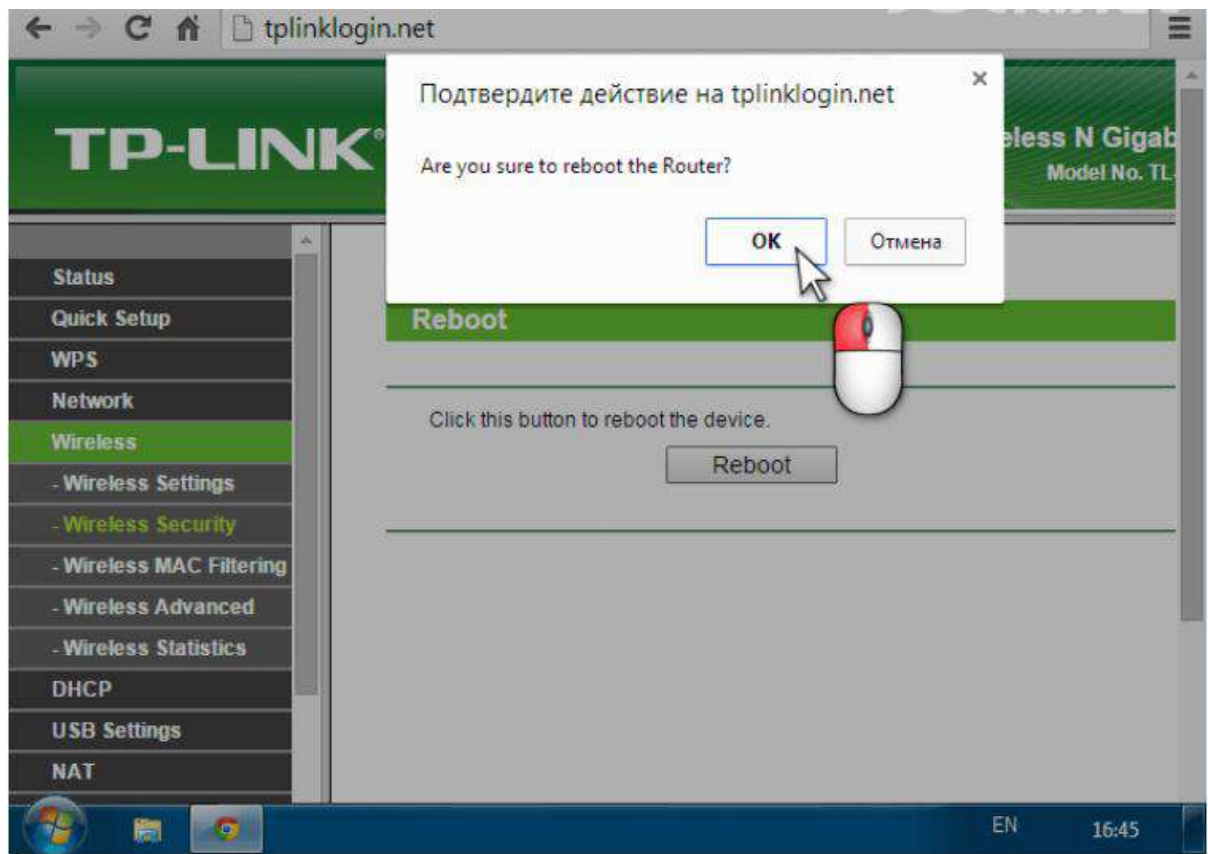 tplinklogin.net
Подтвердите действие на tplinklogin.net
×
TP-LINK®
N Gigab
Are you sure to reboot the Router?
Model No. TL-
OK
Отмена
Status
Quick Setup
Reboot
WPS
Network
Click this button to reboot the device.
Wireless
Reboot
- Wireless Settings
- Wireless Security
- Wireless MAC Filtering
- Wireless Advanced
- Wireless Statistics
DHCP
USB Settings
NAT
EN
16:45